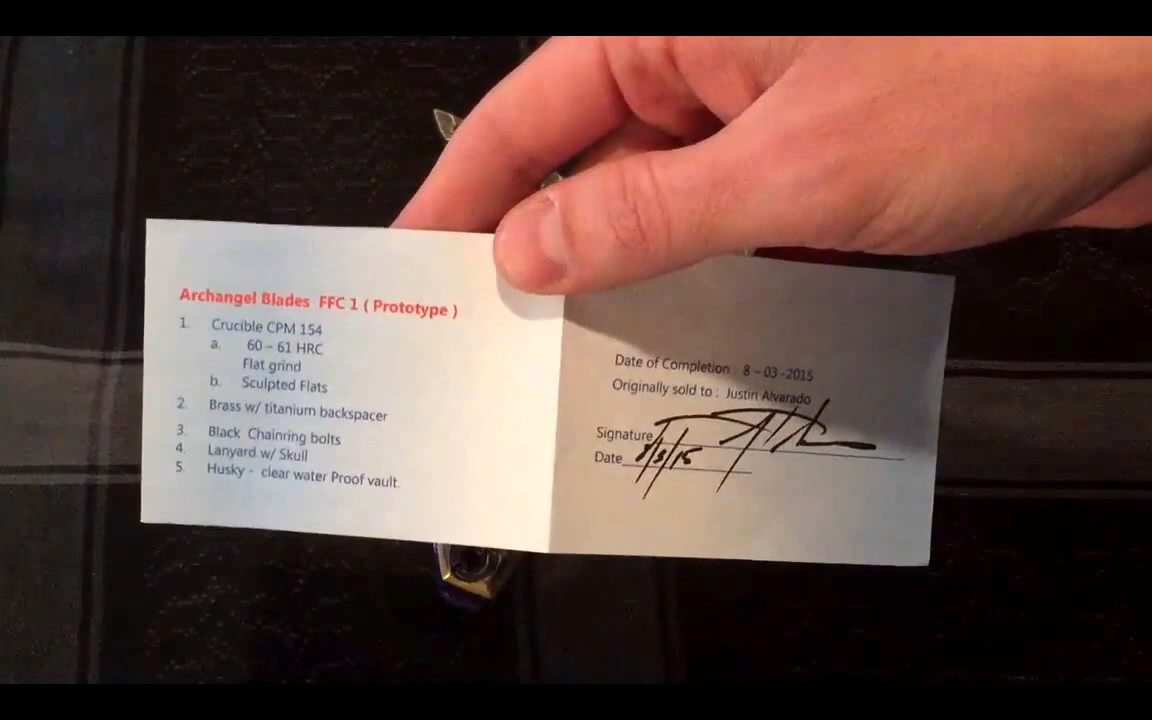 Archangel Blades FFC 1 ( Prototype )
1. Crucible CPM 154
a. 60 – 61 HRC
Flat grind
b. Sculpted Flats
2. Brass w/ titanium backspacer
3. Black Chainring bolts
4. Lanyard w/ Skull
5. Husky - clear water Proof vault.
Date of Completion : 8 – 03 -2015
Originally sold to : Justin Alvarado
Signature
Date 8/3/15